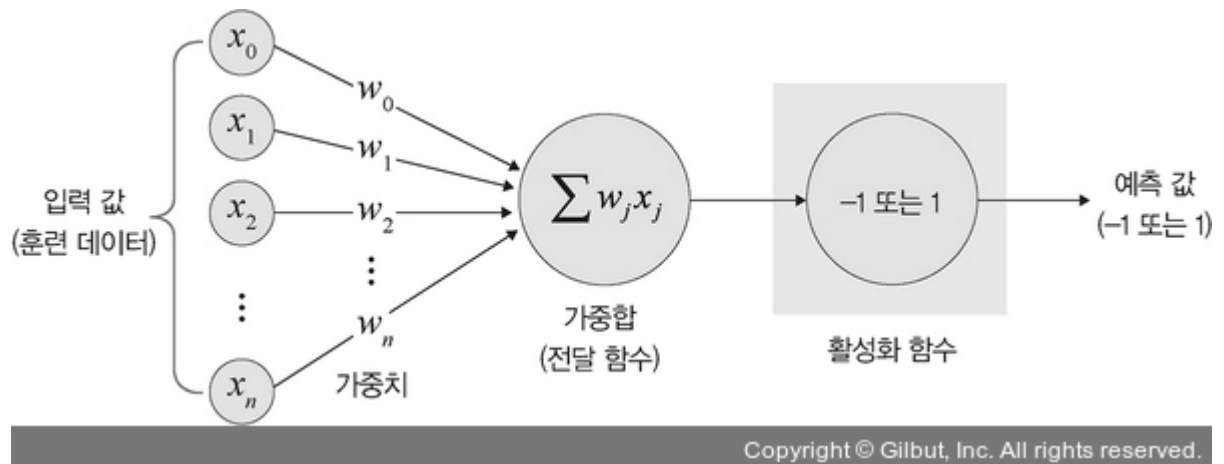 x₀
w₀
x₁
w₁
입력 값
(훈련 데이터)
x₂
w₂
∑ wⱼxⱼ
–1 또는 1
예측 값
(–1 또는 1)
⋮
⋮
wₙ
가중합
(전달 함수)
활성화 함수
xₙ
가중치
Copyright © Gilbut, Inc. All rights reserved.